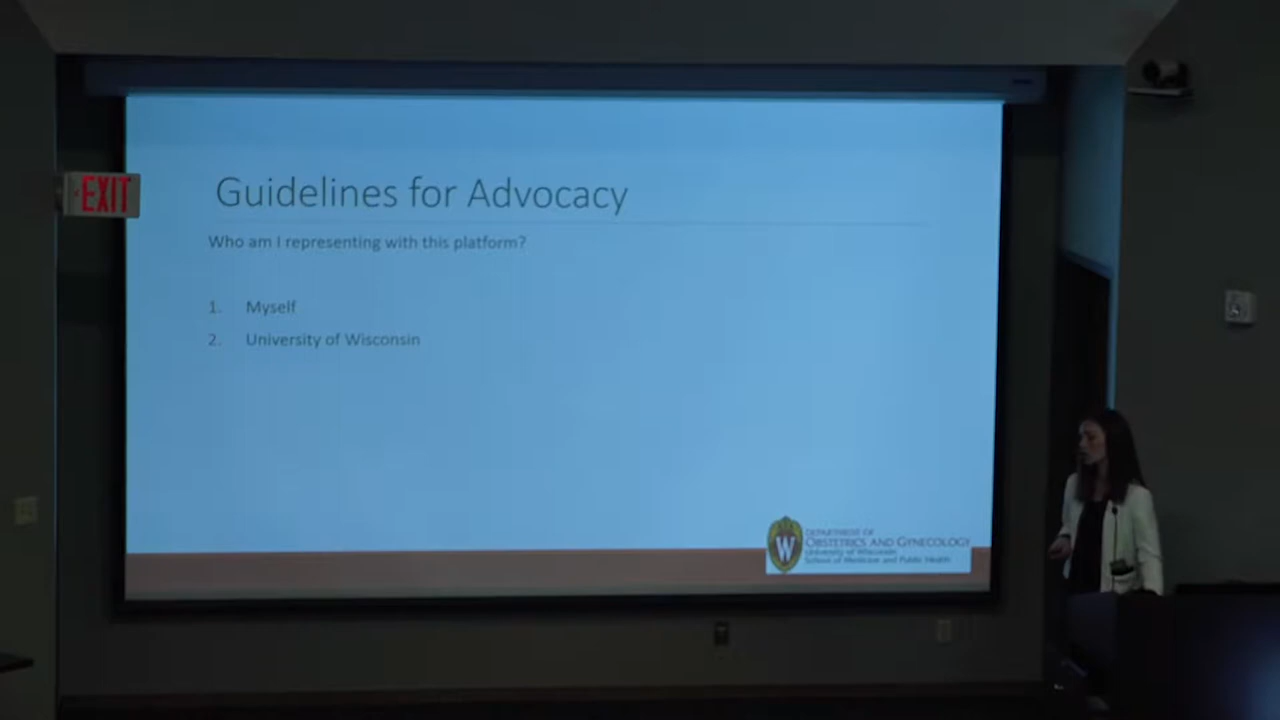 EXIT
Guidelines for Advocacy
Who am I representing with this platform?
1. Myself
2. University of Wisconsin
W
DEPARTMENT OF
OBSTETRICS AND GYNECOLOGY
University of Wisconsin
School of Medicine and Public Health